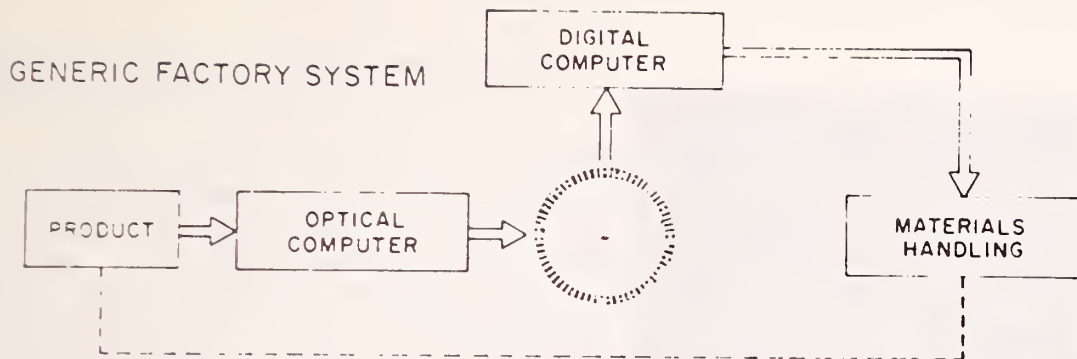 GENERIC FACTORY SYSTEM
DIGITAL
COMPUTER
PRODUCT
OPTICAL
COMPUTER
MATERIALS
HANDLING